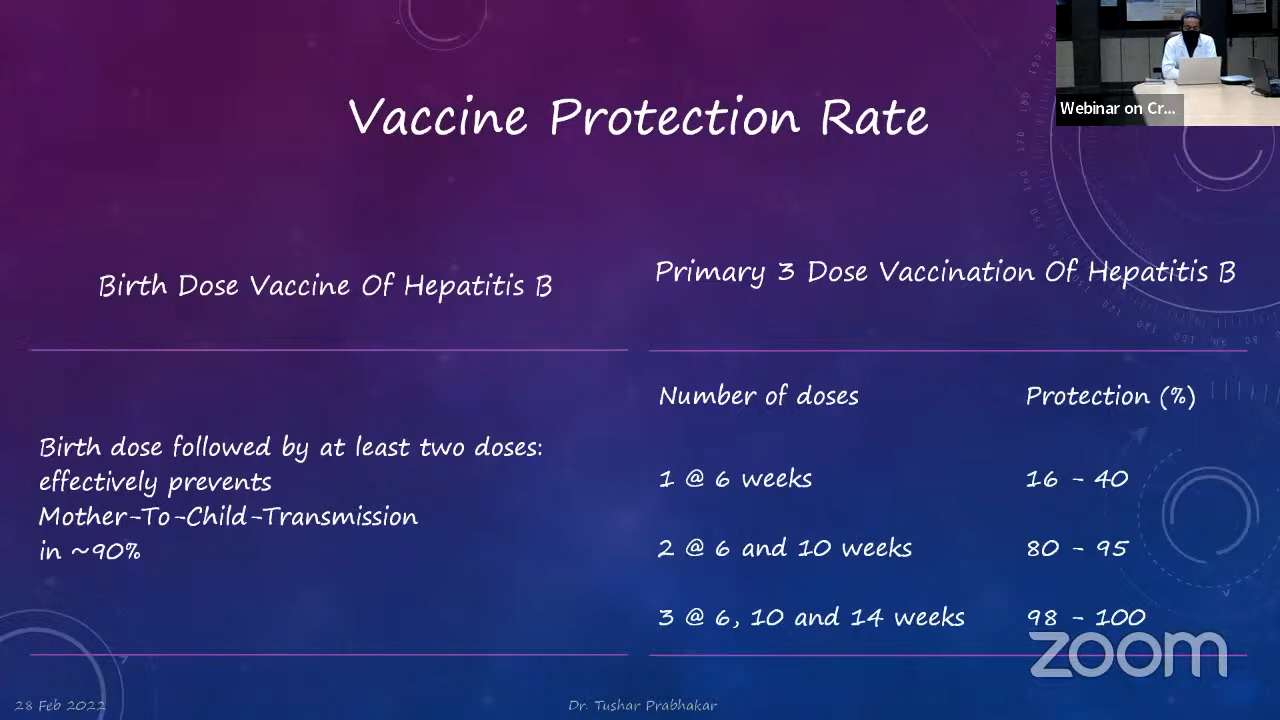 Webinar on Cr...
Vaccine Protection Rate
Birth Dose Vaccine Of Hepatitis B
Birth dose followed by at least two doses:
effectively prevents
Mother-To-Child-Transmission
in ~90%
Primary 3 Dose Vaccination Of Hepatitis B
Number of doses Protection (%)
1 @ 6 weeks 16 - 40
2 @ 6 and 10 weeks 80 - 95
3 @ 6, 10 and 14 weeks 98 - 100
zoom
28 Feb 2022
Dr. Tushar Prabhakar